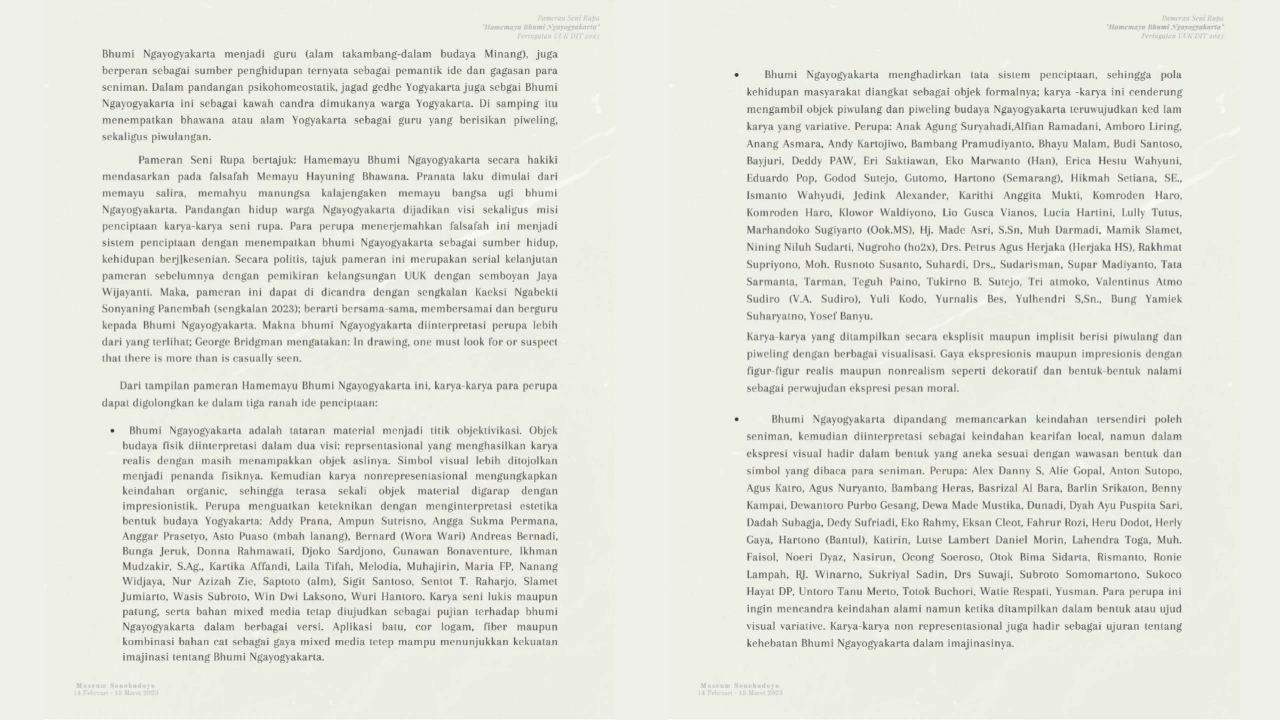 Pameran Seni Rupa
"Hamemayu Bhumi Ngayogyakarta"
Peringatan UUK DIY 2023
Bhumi Ngayogyakarta menjadi guru (alam takambang-dalam budaya Minang), juga
berperan sebagai sumber penghidupan ternyata sebagai pemantik ide dan gagasan para
seniman. Dalam pandangan psikohomeostatik, jagad gedhe Yogyakarta juga sebgai Bhumi
Ngayogyakarta ini sebagai kawah candra dimukanya warga Yogyakarta. Di samping itu
menempatkan bhawana atau alam Yogyakarta sebagai guru yang berisikan piweling,
sekaligus piwulangan.
Pameran Seni Rupa bertajuk: Hamemayu Bhumi Ngayogyakarta secara hakiki
mendasarkan pada falsafah Memayu Hayuning Bhawana. Pranata laku dimulai dari
memayu salira, memahyu manungsa kalajengaken memayu bangsa ugi bhumi
Ngayogyakarta. Pandangan hidup warga Ngayogyakarta dijadikan visi sekaligus misi
penciptaan karya-karya seni rupa. Para perupa menerjemahkan falsafah ini menjadi
sistem penciptaan dengan menempatkan bhumi Ngayogyakarta sebagai sumber hidup,
kehidupan berj]kesenian. Secara politis, tajuk pameran ini merupakan serial kelanjutan
pameran sebelumnya dengan pemikiran kelangsungan UUK dengan semboyan Jaya
Wijayanti. Maka, pameran ini dapat di dicandra dengan sengkalan Kaeksi Ngabekti
Sonyaning Panembah (sengkalan 2023); berarti bersama-sama, membersamai dan berguru
kepada Bhumi Ngayogyakarta. Makna bhumi Ngayogyakarta diinterpretasi perupa lebih
dari yang terlihat; George Bridgman mengatakan: In drawing, one must look for or suspect
that there is more than is casually seen.
Dari tampilan pameran Hamemayu Bhumi Ngayogyakarta ini, karya-karya para perupa
dapat digolongkan ke dalam tiga ranah ide penciptaan:
• Bhumi Ngayogyakarta adalah tataran material menjadi titik objektivikasi. Objek
budaya fisik diinterpretasi dalam dua visi: reprsentasional yang menghasilkan karya
realis dengan masih menampakkan objek aslinya. Simbol visual lebih ditojolkan
menjadi penanda fisiknya. Kemudian karya nonrepresentasional mengungkapkan
keindahan organic, sehingga terasa sekali objek material digarap dengan
impresionistik. Perupa menguatkan keteknikan dengan menginterpretasi estetika
bentuk budaya Yogyakarta: Addy Prana, Ampun Sutrisno, Angga Sukma Permana,
Anggar Prasetyo, Asto Puaso (mbah lanang), Bernard (Wora Wari) Andreas Bernadi,
Bunga Jeruk, Donna Rahmawati, Djoko Sardjono, Gunawan Bonaventure, Ikhman
Mudzakir, S.Ag., Kartika Affandi, Laila Tifah, Melodia, Muhajirin, Maria FP, Nanang
Widjaya, Nur Azizah Zie, Saptoto (alm), Sigit Santoso, Sentot T. Raharjo, Slamet
Jumiarto, Wasis Subroto, Win Dwi Laksono, Wuri Hantoro. Karya seni lukis maupun
patung, serta bahan mixed media tetap diujudkan sebagai pujian terhadap bhumi
Ngayogyakarta dalam berbagai versi. Aplikasi batu, cor logam, fiber maupun
kombinasi bahan cat sebagai gaya mixed media tetep mampu menunjukkan kekuatan
imajinasi tentang Bhumi Ngayogyakarta.
Museum Sonobudoyo
14 Februari - 15 Maret 2023
Pameran Seni Rupa
"Hamemayu Bhumi Ngayogyakarta"
Peringatan UUK DIY 2023
• Bhumi Ngayogyakarta menghadirkan tata sistem penciptaan, sehingga pola
kehidupan masyarakat diangkat sebagai objek formalnya; karya -karya ini cenderung
mengambil objek piwulang dan piweling budaya Ngayogyakarta teruwujudkan ked lam
karya yang variative. Perupa: Anak Agung Suryahadi,Alfian Ramadani, Amboro Liring,
Anang Asmara, Andy Kartojiwo, Bambang Pramudiyanto, Bhayu Malam, Budi Santoso,
Bayjuri, Deddy PAW, Eri Saktiawan, Eko Marwanto (Han), Erica Hestu Wahyuni,
Eduardo Pop, Godod Sutejo, Gutomo, Hartono (Semarang), Hikmah Setiana, SE.,
Ismanto Wahyudi, Jedink Alexander, Karithi Anggita Mukti, Komroden Haro,
Komroden Haro, Klowor Waldiyono, Lio Gusca Vianos, Lucia Hartini, Lully Tutus,
Marhandoko Sugiyarto (Ook.MS), Hj. Made Asri, S.Sn, Muh Darmadi, Mamik Slamet,
Nining Niluh Sudarti, Nugroho (ho2x), Drs. Petrus Agus Herjaka (Herjaka HS), Rakhmat
Supriyono, Moh. Rusnoto Susanto, Suhardi, Drs., Sudarisman, Supar Madiyanto, Tata
Sarmanta, Tarman, Teguh Paino, Tukirno B. Sutejo, Tri atmoko, Valentinus Atmo
Sudiro (V.A. Sudiro), Yuli Kodo, Yurnalis Bes, Yulhendri S,Sn., Bung Yamiek
Suharyatno, Yosef Banyu.
Karya-karya yang ditampilkan secara eksplisit maupun implisit berisi piwulang dan
piweling dengan berbagai visualisasi. Gaya ekspresionis maupun impresionis dengan
figur-figur realis maupun nonrealism seperti dekoratif dan bentuk-bentuk nalami
sebagai perwujudan ekspresi pesan moral.
• Bhumi Ngayogyakarta dipandang memancarkan keindahan tersendiri poleh
seniman, kemudian diinterpretasi sebagai keindahan kearifan local, namun dalam
ekspresi visual hadir dalam bentuk yang aneka sesuai dengan wawasan bentuk dan
simbol yang dibaca para seniman. Perupa: Alex Danny S, Alie Gopal, Anton Sutopo,
Agus Katro, Agus Nuryanto, Bambang Heras, Basrizal Al Bara, Barlin Srikaton, Benny
Kampai, Dewantoro Purbo Gesang, Dewa Made Mustika, Dunadi, Dyah Ayu Puspita Sari,
Dadah Subagja, Dedy Sufriadi, Eko Rahmy, Eksan Cleot, Fahrur Rozi, Heru Dodot, Herly
Gaya, Hartono (Bantul), Katirin, Lutse Lambert Daniel Morin, Lahendra Toga, Muh.
Faisol, Noeri Dyaz, Nasirun, Ocong Soeroso, Otok Bima Sidarta, Rismanto, Ronie
Lampah, RJ. Winarno, Sukriyal Sadin, Drs Suwaji, Subroto Somomartono, Sukoco
Hayat DP, Untoro Tanu Merto, Totok Buchori, Watie Respati, Yusman. Para perupa ini
ingin mencandra keindahan alami namun ketika ditampilkan dalam bentuk atau ujud
visual variative. Karya-karya non representasional juga hadir sebagai ujuran tentang
kehebatan Bhumi Ngayogyakarta dalam imajinasinya.
Museum Sonobudoyo
14 Februari - 15 Maret 2023